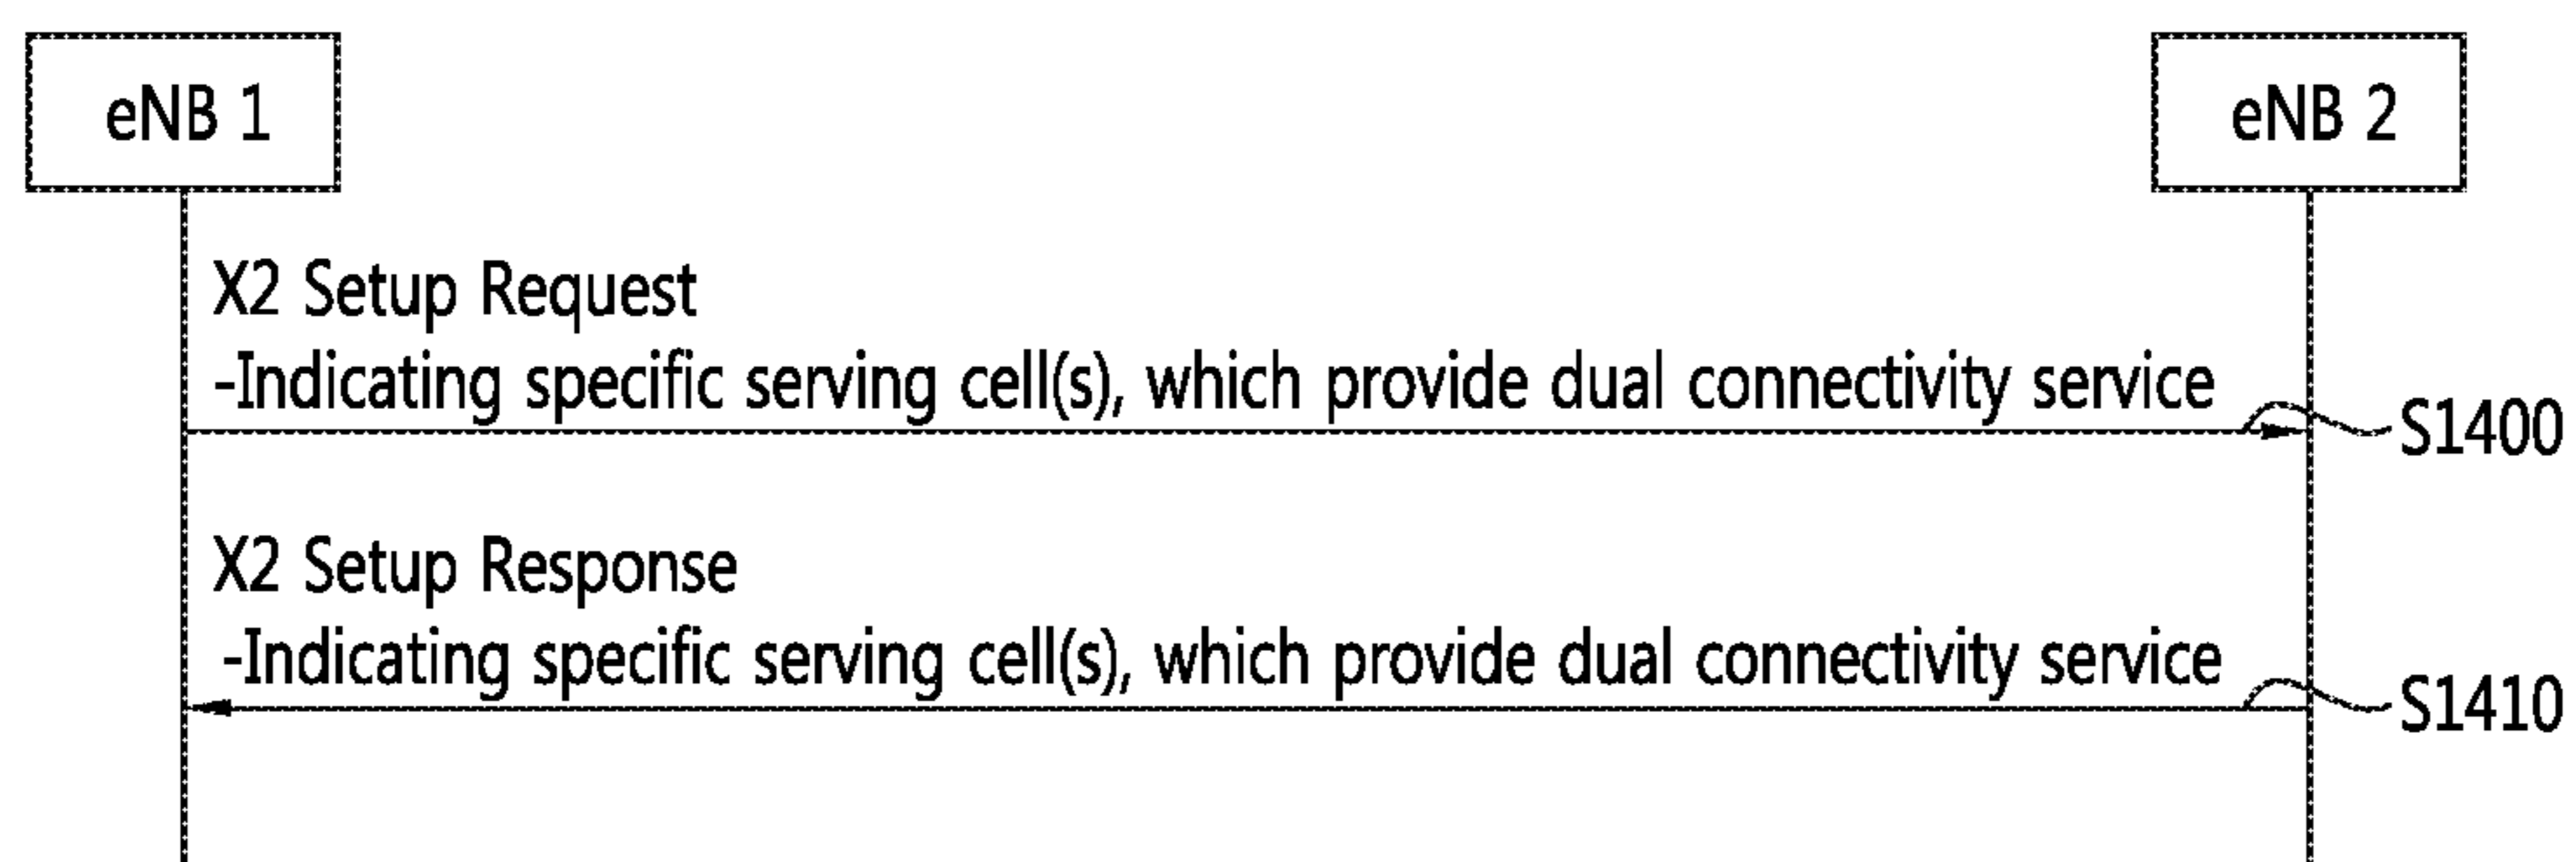 eNB 1
eNB 2
X2 Setup Request
-Indicating specific serving cell(s), which provide dual connectivity service
S1400
X2 Setup Response
-Indicating specific serving cell(s), which provide dual connectivity service
S1410